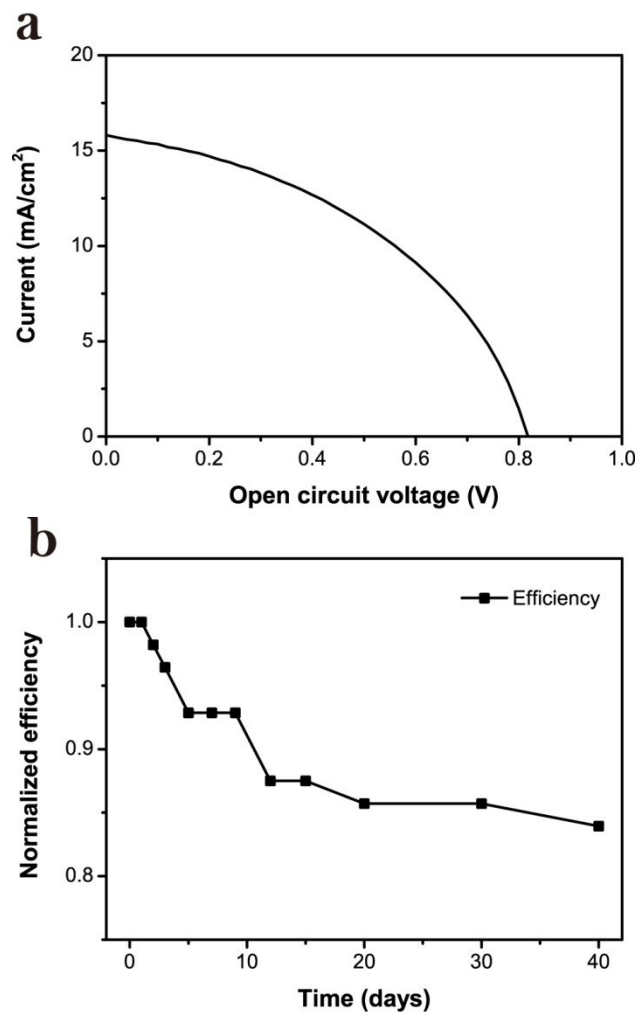 a
20
15
10
5
0
Current (mA/cm²)
0.0 0.2 0.4 0.6 0.8 1.0
Open circuit voltage (V)
b
Efficiency
1.0
0.9
0.8
Normalized efficiency
0 10 20 30 40
Time (days)